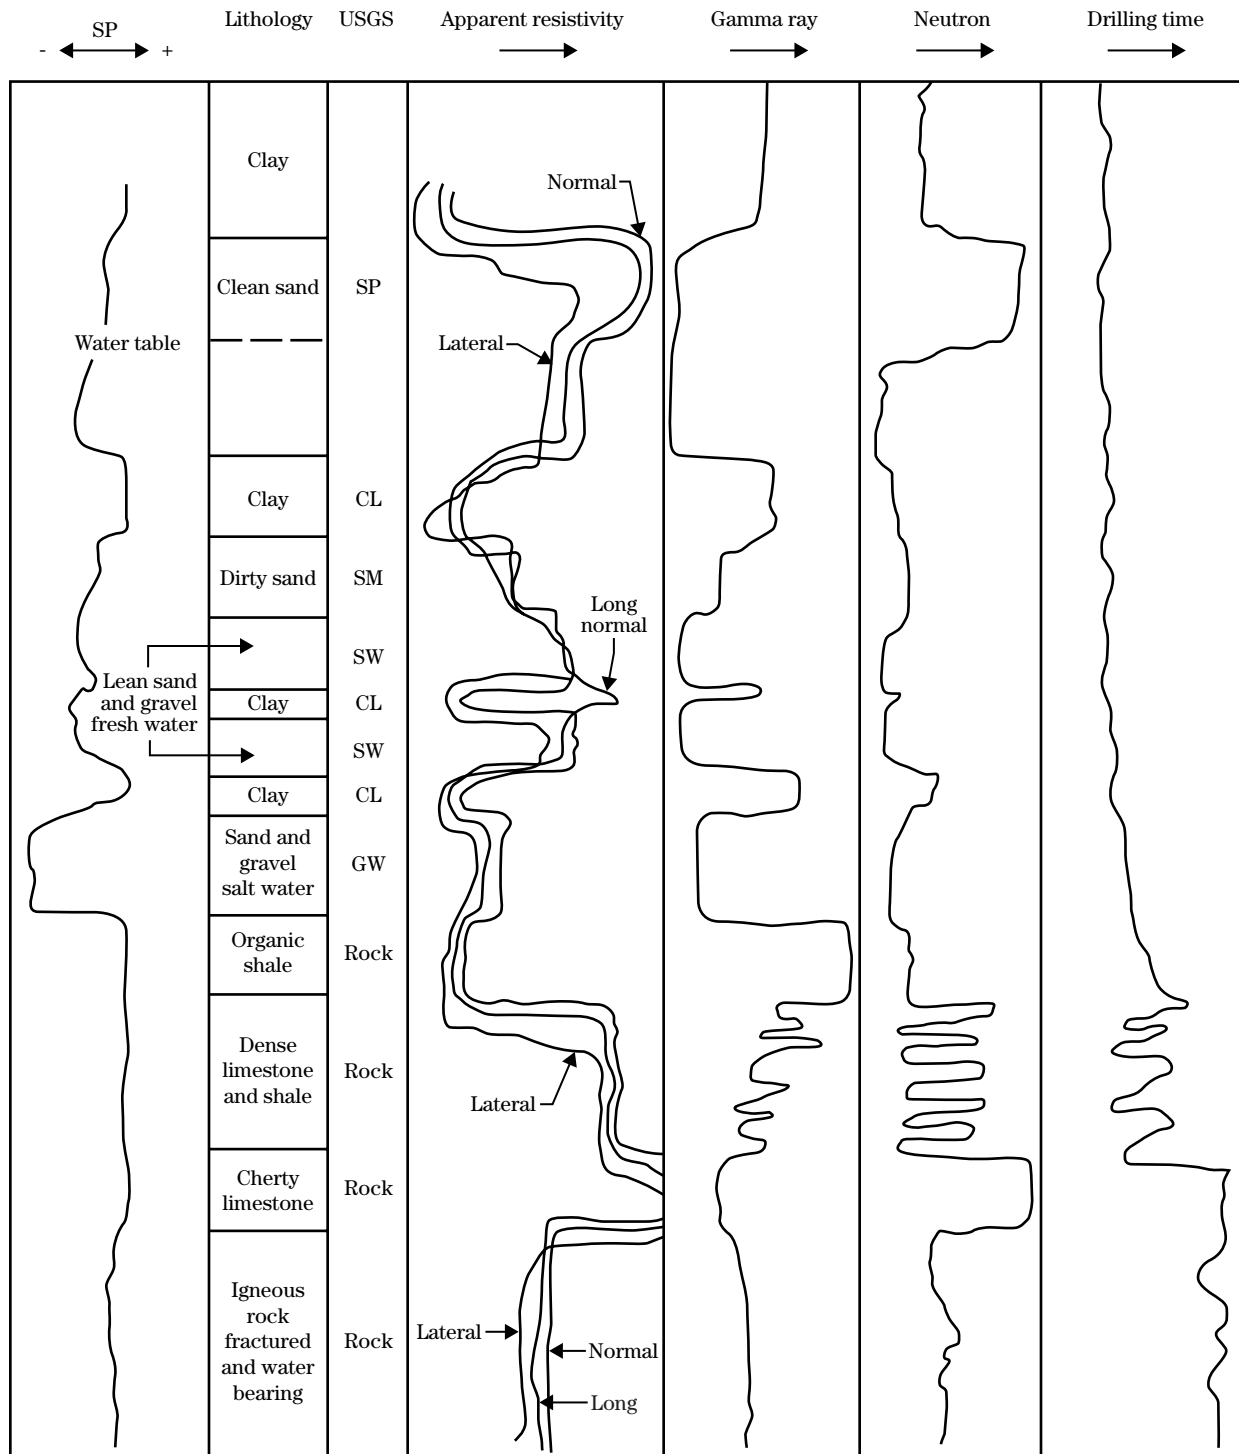 SP
- +
Lithology
USGS
Apparent resistivity
Gamma ray
Neutron
Drilling time
Clay
Normal
Clean sand
SP
Water table
Lateral
Clay
CL
Dirty sand
SM
Long
normal
SW
Lean sand
and gravel
fresh water
Clay
CL
SW
Clay
CL
Sand and
gravel
salt water
GW
Organic
shale
Rock
Dense
limestone
and shale
Rock
Lateral
Cherty
limestone
Rock
Igneous
rock
fractured
and water
bearing
Rock
Lateral
Normal
Long